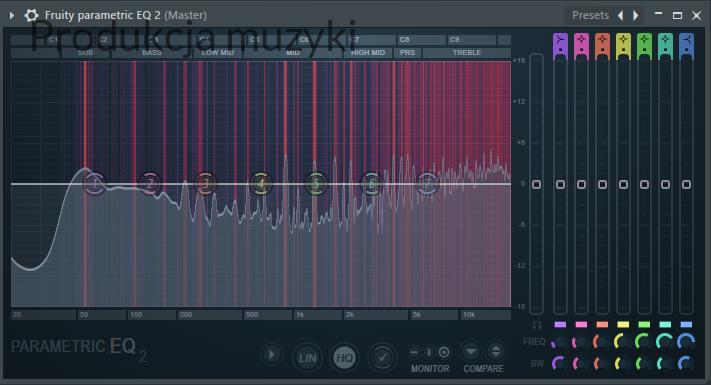 Fruity parametric EQ 2 (Master)
Presets
Produkcja muzyki
C1 C2 C3 C4 C5 C6 C7 C8 C9
SUB BASS LOW MID MID HIGH MID PRS TREBLE
+18
+6
0
-6
-12
-18
1 2 3 4 5 6 7
20 50 100 200 500 1k 2k 5k 10k
FREQ
BW
PARAMETRIC EQ 2
LIN HQ
MONITOR COMPARE